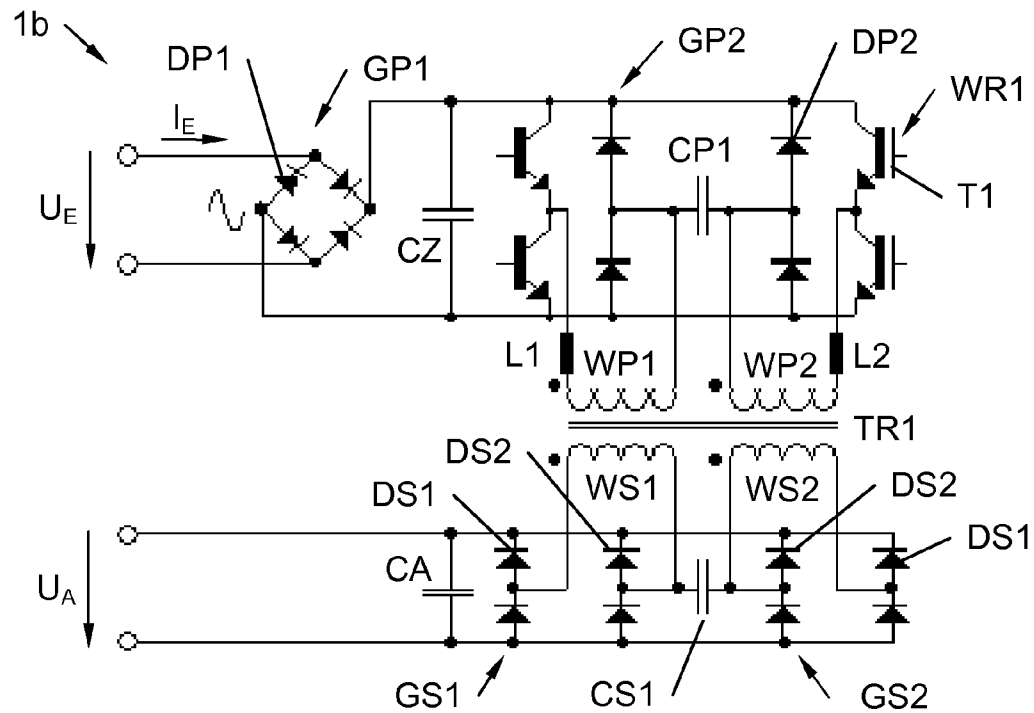 1b
DP1
GP1
GP2
DP2
WR1
I_E
CP1
T1
U_E
CZ
L1
WP1
WP2
L2
TR1
DS2
WS1
WS2
DS2
DS1
DS1
CA
U_A
GS1
CS1
GS2